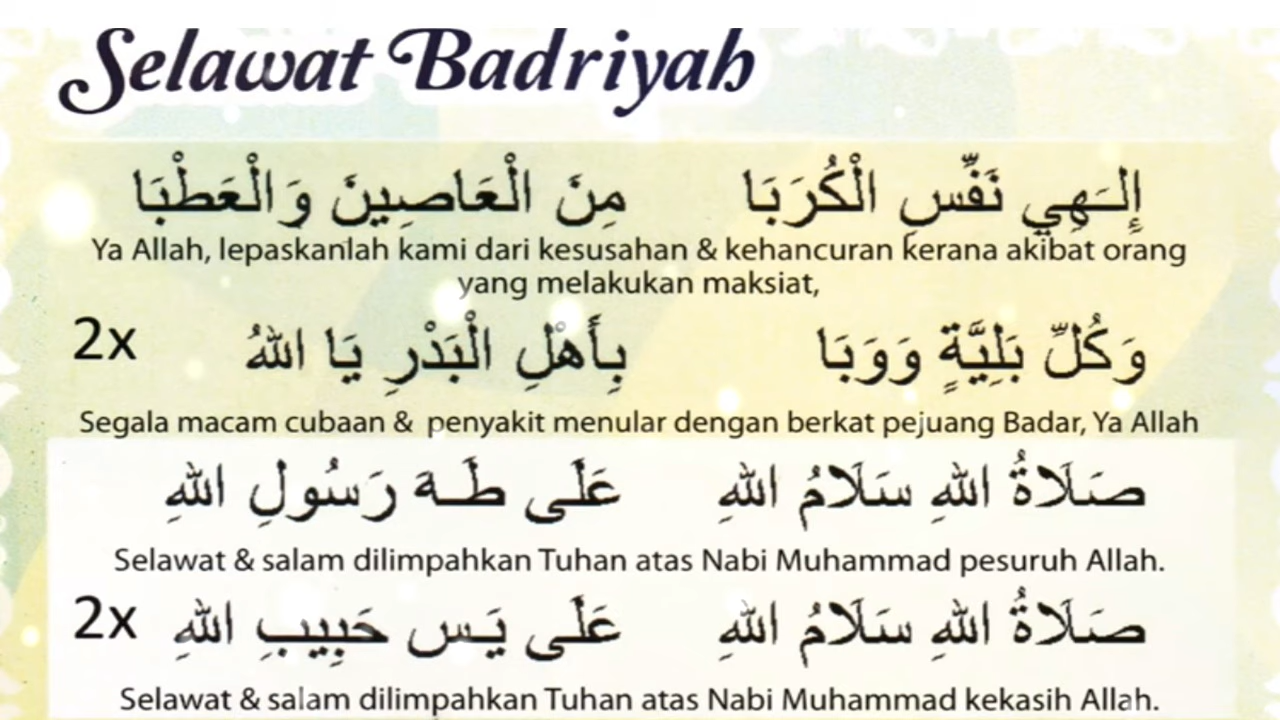 Selawat Badriyah
إِلـَهِي نَفِّسِ الْكُرَبَا مِنَ الْعَاصِينَ وَالْعَطْبَا
Ya Allah, lepaskanlah kami dari kesusahan & kehancuran kerana akibat orang
yang melakukan maksiat,
وَكُلِّ بَلِيَّةٍ وَوَبَا بِأَهْلِ الْبَدْرِ يَا اللهُ 2x
Segala macam cubaan & penyakit menular dengan berkat pejuang Badar, Ya Allah
صَلَاةُ اللهِ سَلَامُ اللهِ عَلَى طَـهَ رَسُولِ اللهِ
Selawat & salam dilimpahkan Tuhan atas Nabi Muhammad pesuruh Allah.
صَلَاةُ اللهِ سَلَامُ اللهِ عَلَى يَـس حَبِيبِ اللهِ 2x
Selawat & salam dilimpahkan Tuhan atas Nabi Muhammad kekasih Allah.